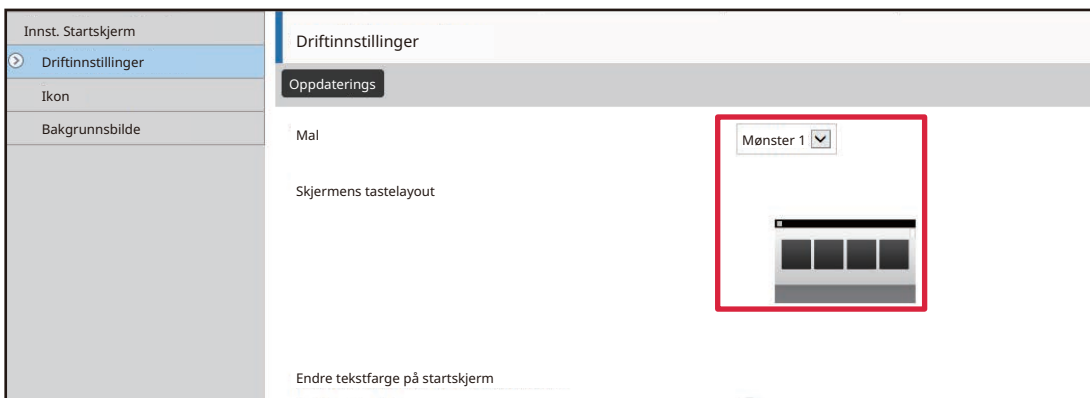 Innst. Startskjerm
Driftinnstillinger
Ikon
Bakgrunnsbilde
Driftinnstillinger
Oppdaterings
Mal
Mønster 1
Skjermens tastelayout
Endre tekstfarge på startskjerm